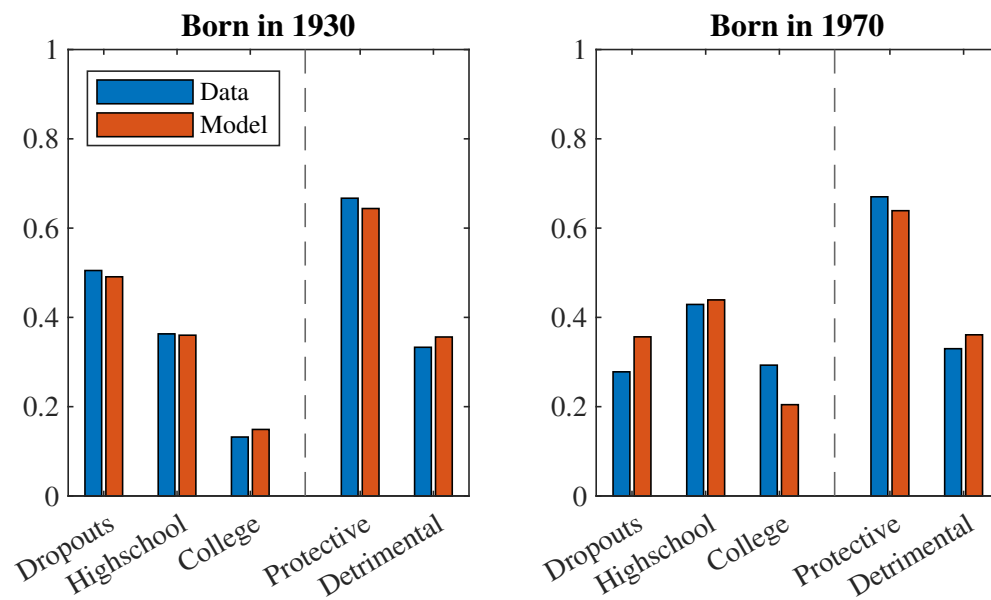 Born in 1930
1
0.8
0.6
0.4
0.2
0
Data
Model
Dropouts
Highschool
College
Protective
Detrimental
Born in 1970
1
0.8
0.6
0.4
0.2
0
Dropouts
Highschool
College
Protective
Detrimental